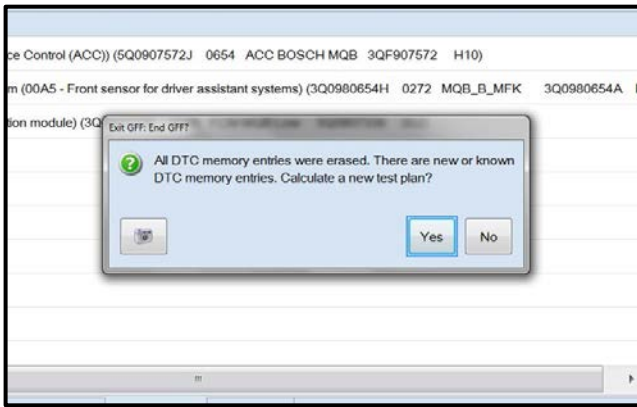 ce Control (ACC)) (5Q0907572J 0654 ACC BOSCH MQB 3QF907572 H10)
m (00A5 - Front sensor for driver assistant systems) (3Q0980654H 0272 MQB_B_MFK 3Q0980654A
tion module) (3Q
Exit GFF: End GFF?
All DTC memory entries were erased. There are new or known
DTC memory entries. Calculate a new test plan?
Yes No